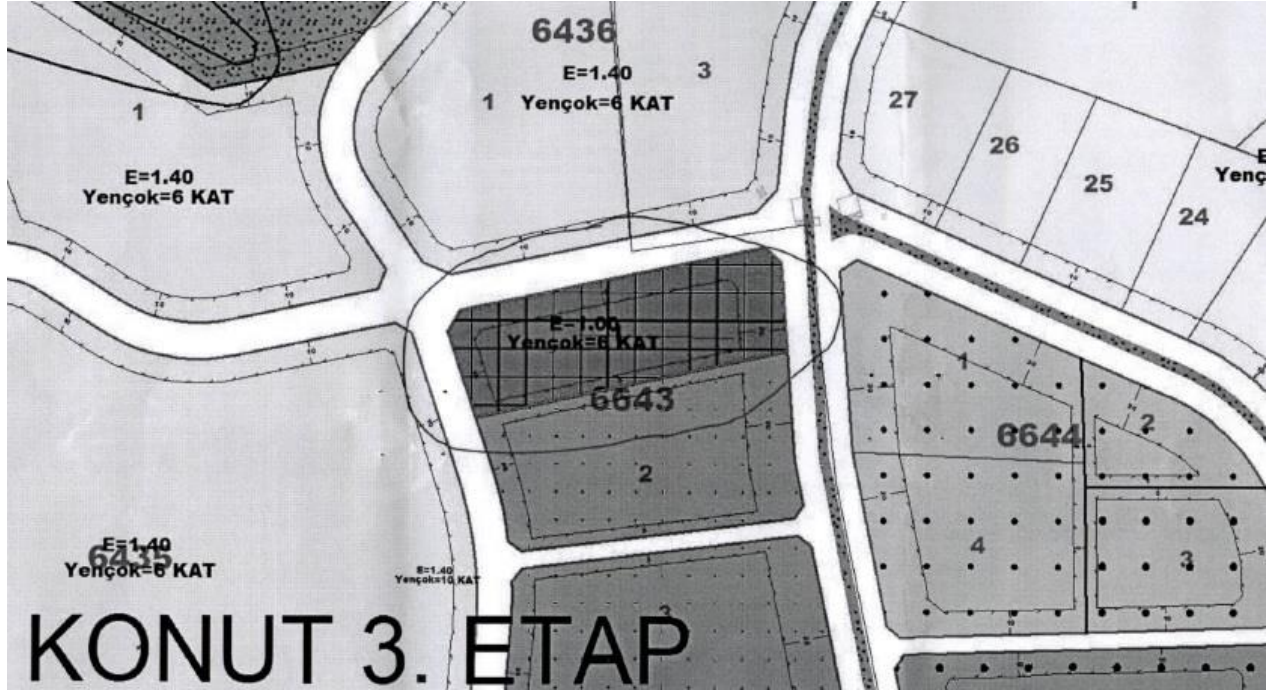 6436
E=1.40
Yençok=6 KAT
1
3
1
E=1.40
Yençok=6 KAT
27
26
25
24
Yenç
E=1.00
Yençok=6 KAT
6643
2
1
2
6644
4
3
6435
E=1.40
Yençok=6 KAT
E=1.40
Yençok=10 KAT
3
KONUT 3. ETAP